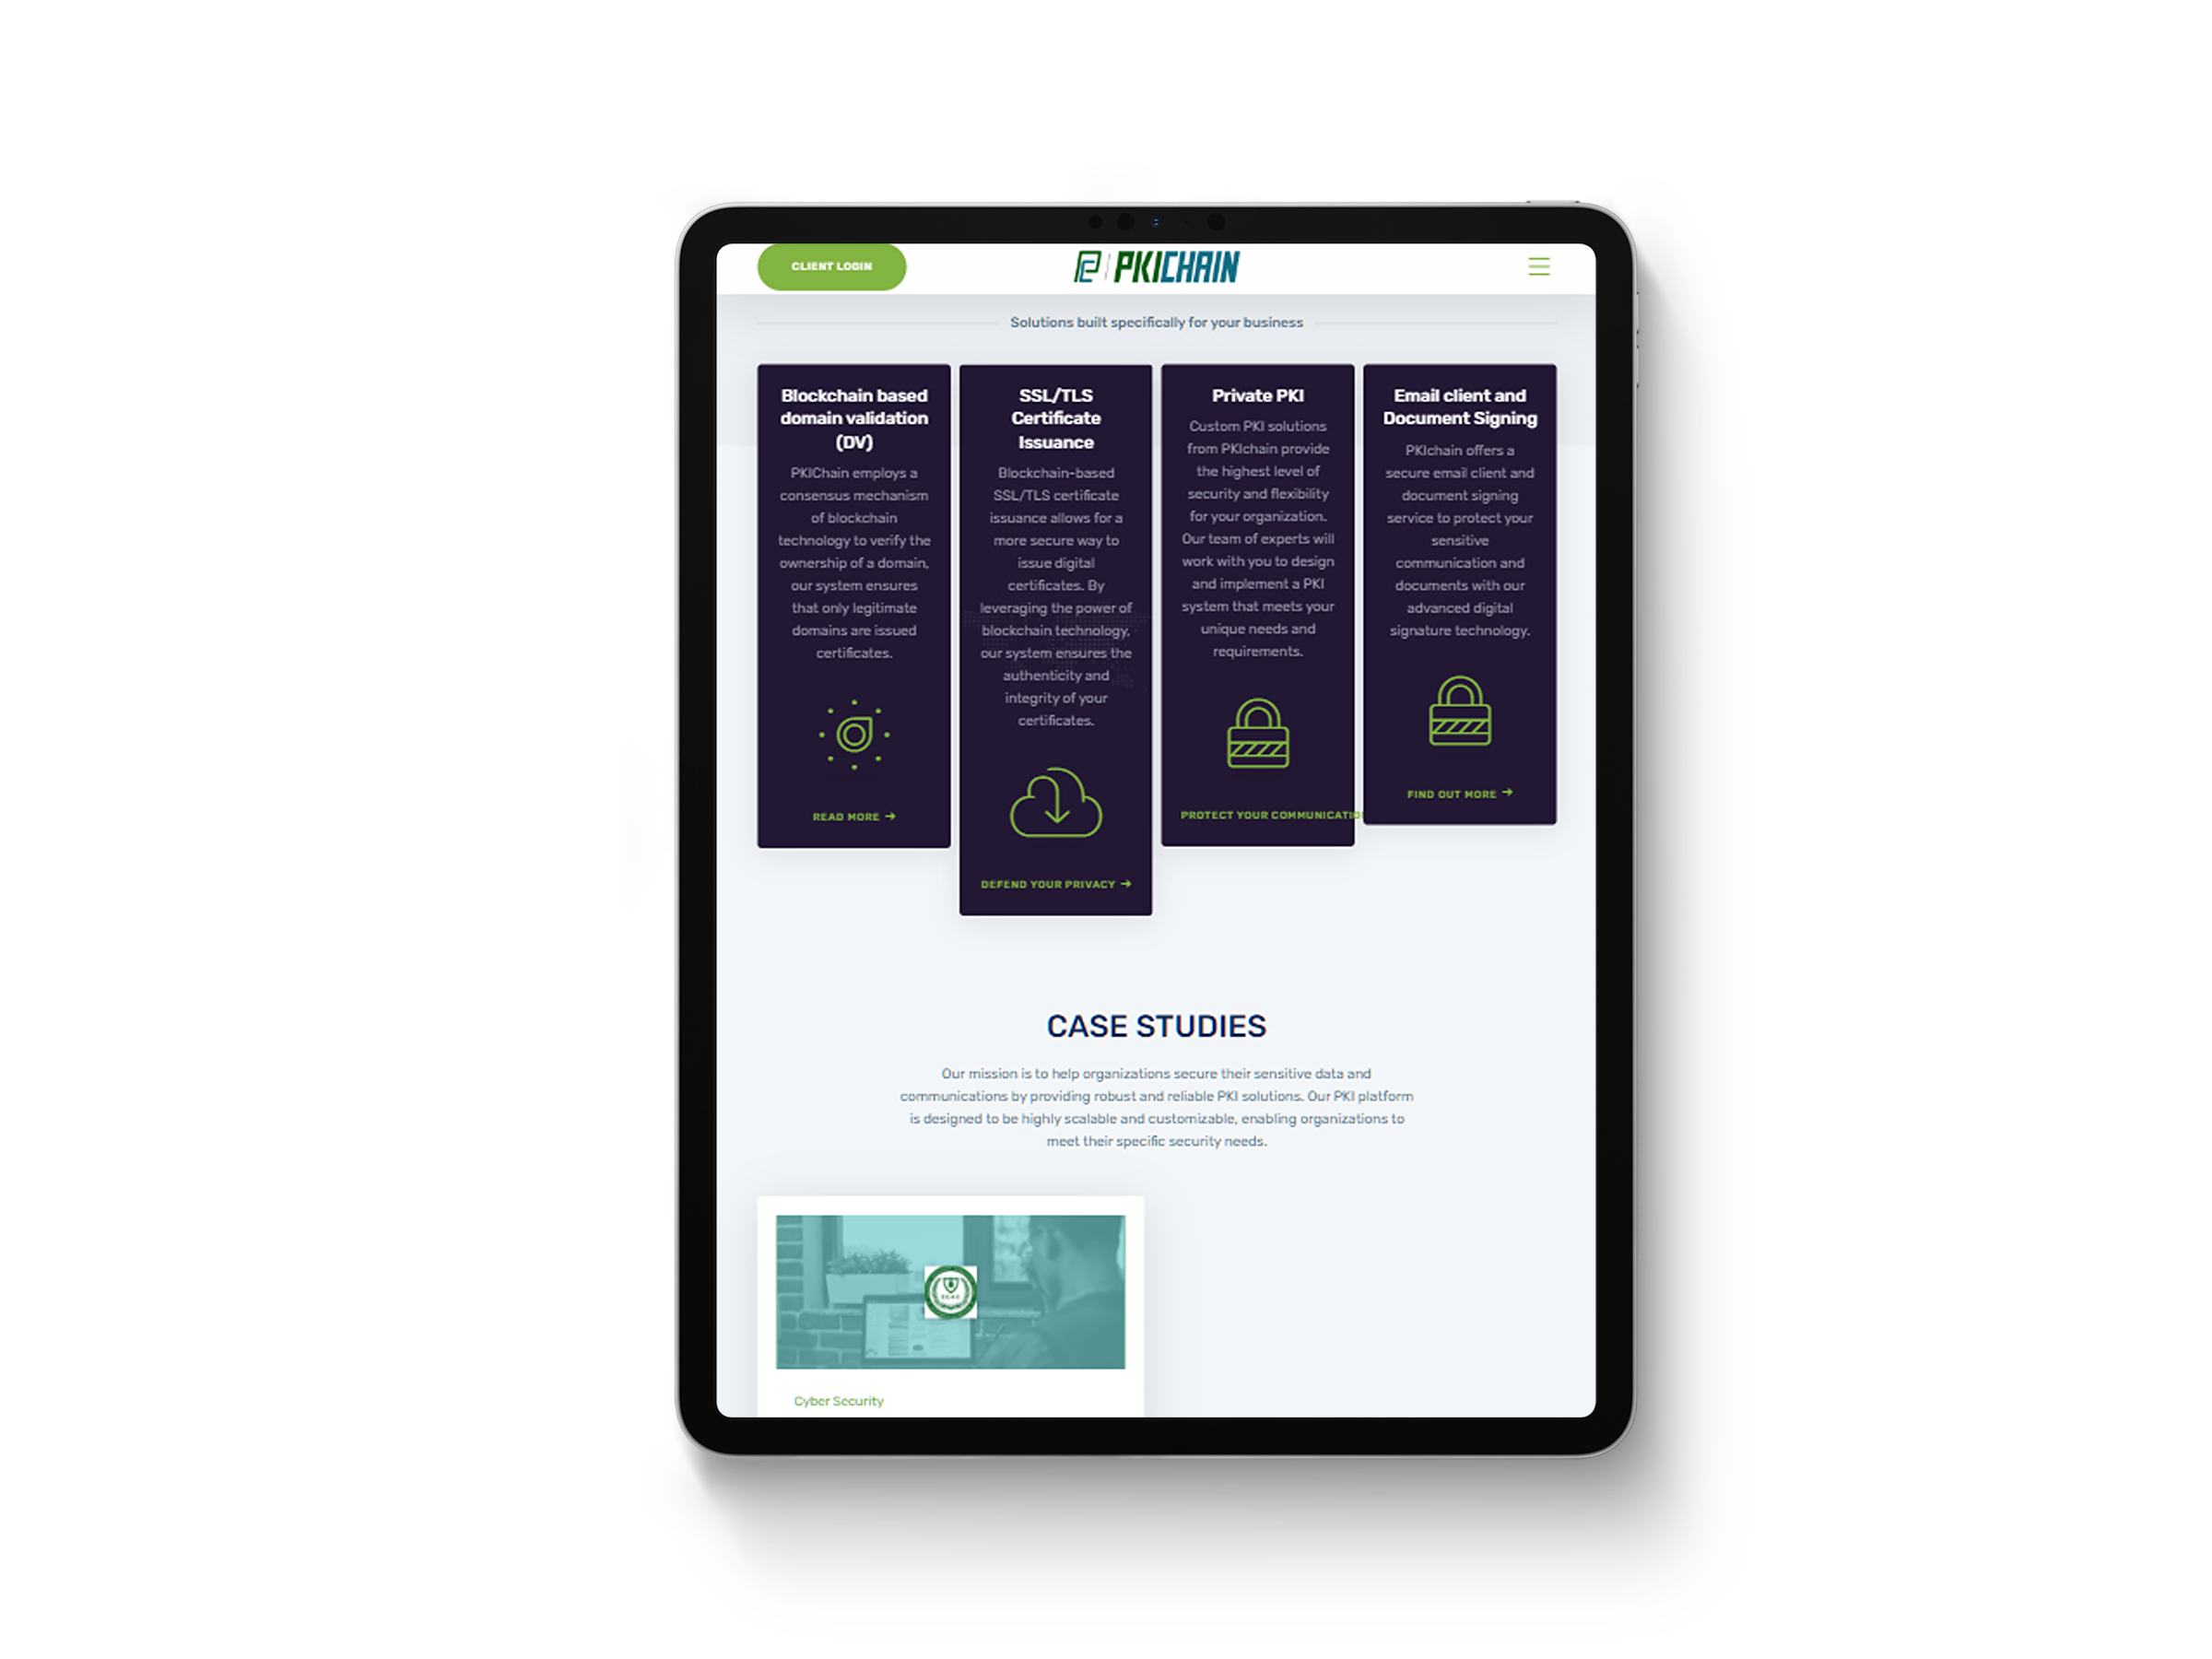 CLIENT LOGIN
PKICHAIN
Solutions built specifically for your business
Blockchain based
domain validation
(DV)
PKIChain employs a
consensus mechanism
of blockchain
technology to verify the
ownership of a domain,
our system ensures
that only legitimate
domains are issued
certificates.
READ MORE →
SSL/TLS
Certificate
Issuance
Blockchain-based
SSL/TLS certificate
issuance allows for a
more secure way to
issue digital
certificates. By
leveraging the power of
blockchain technology,
our system ensures the
authenticity and
integrity of your
certificates.
DEFEND YOUR PRIVACY →
Private PKI
Custom PKI solutions
from PKIchain provide
the highest level of
security and flexibility
for your organization.
Our team of experts will
work with you to design
and implement a PKI
system that meets your
unique needs and
requirements.
PROTECT YOUR COMMUNICATIO
Email client and
Document Signing
PKIchain offers a
secure email client and
document signing
service to protect your
sensitive
communication and
documents with our
advanced digital
signature technology.
FIND OUT MORE →
CASE STUDIES
Our mission is to help organizations secure their sensitive data and
communications by providing robust and reliable PKI solutions. Our PKI platform
is designed to be highly scalable and customizable, enabling organizations to
meet their specific security needs.
Cyber Security